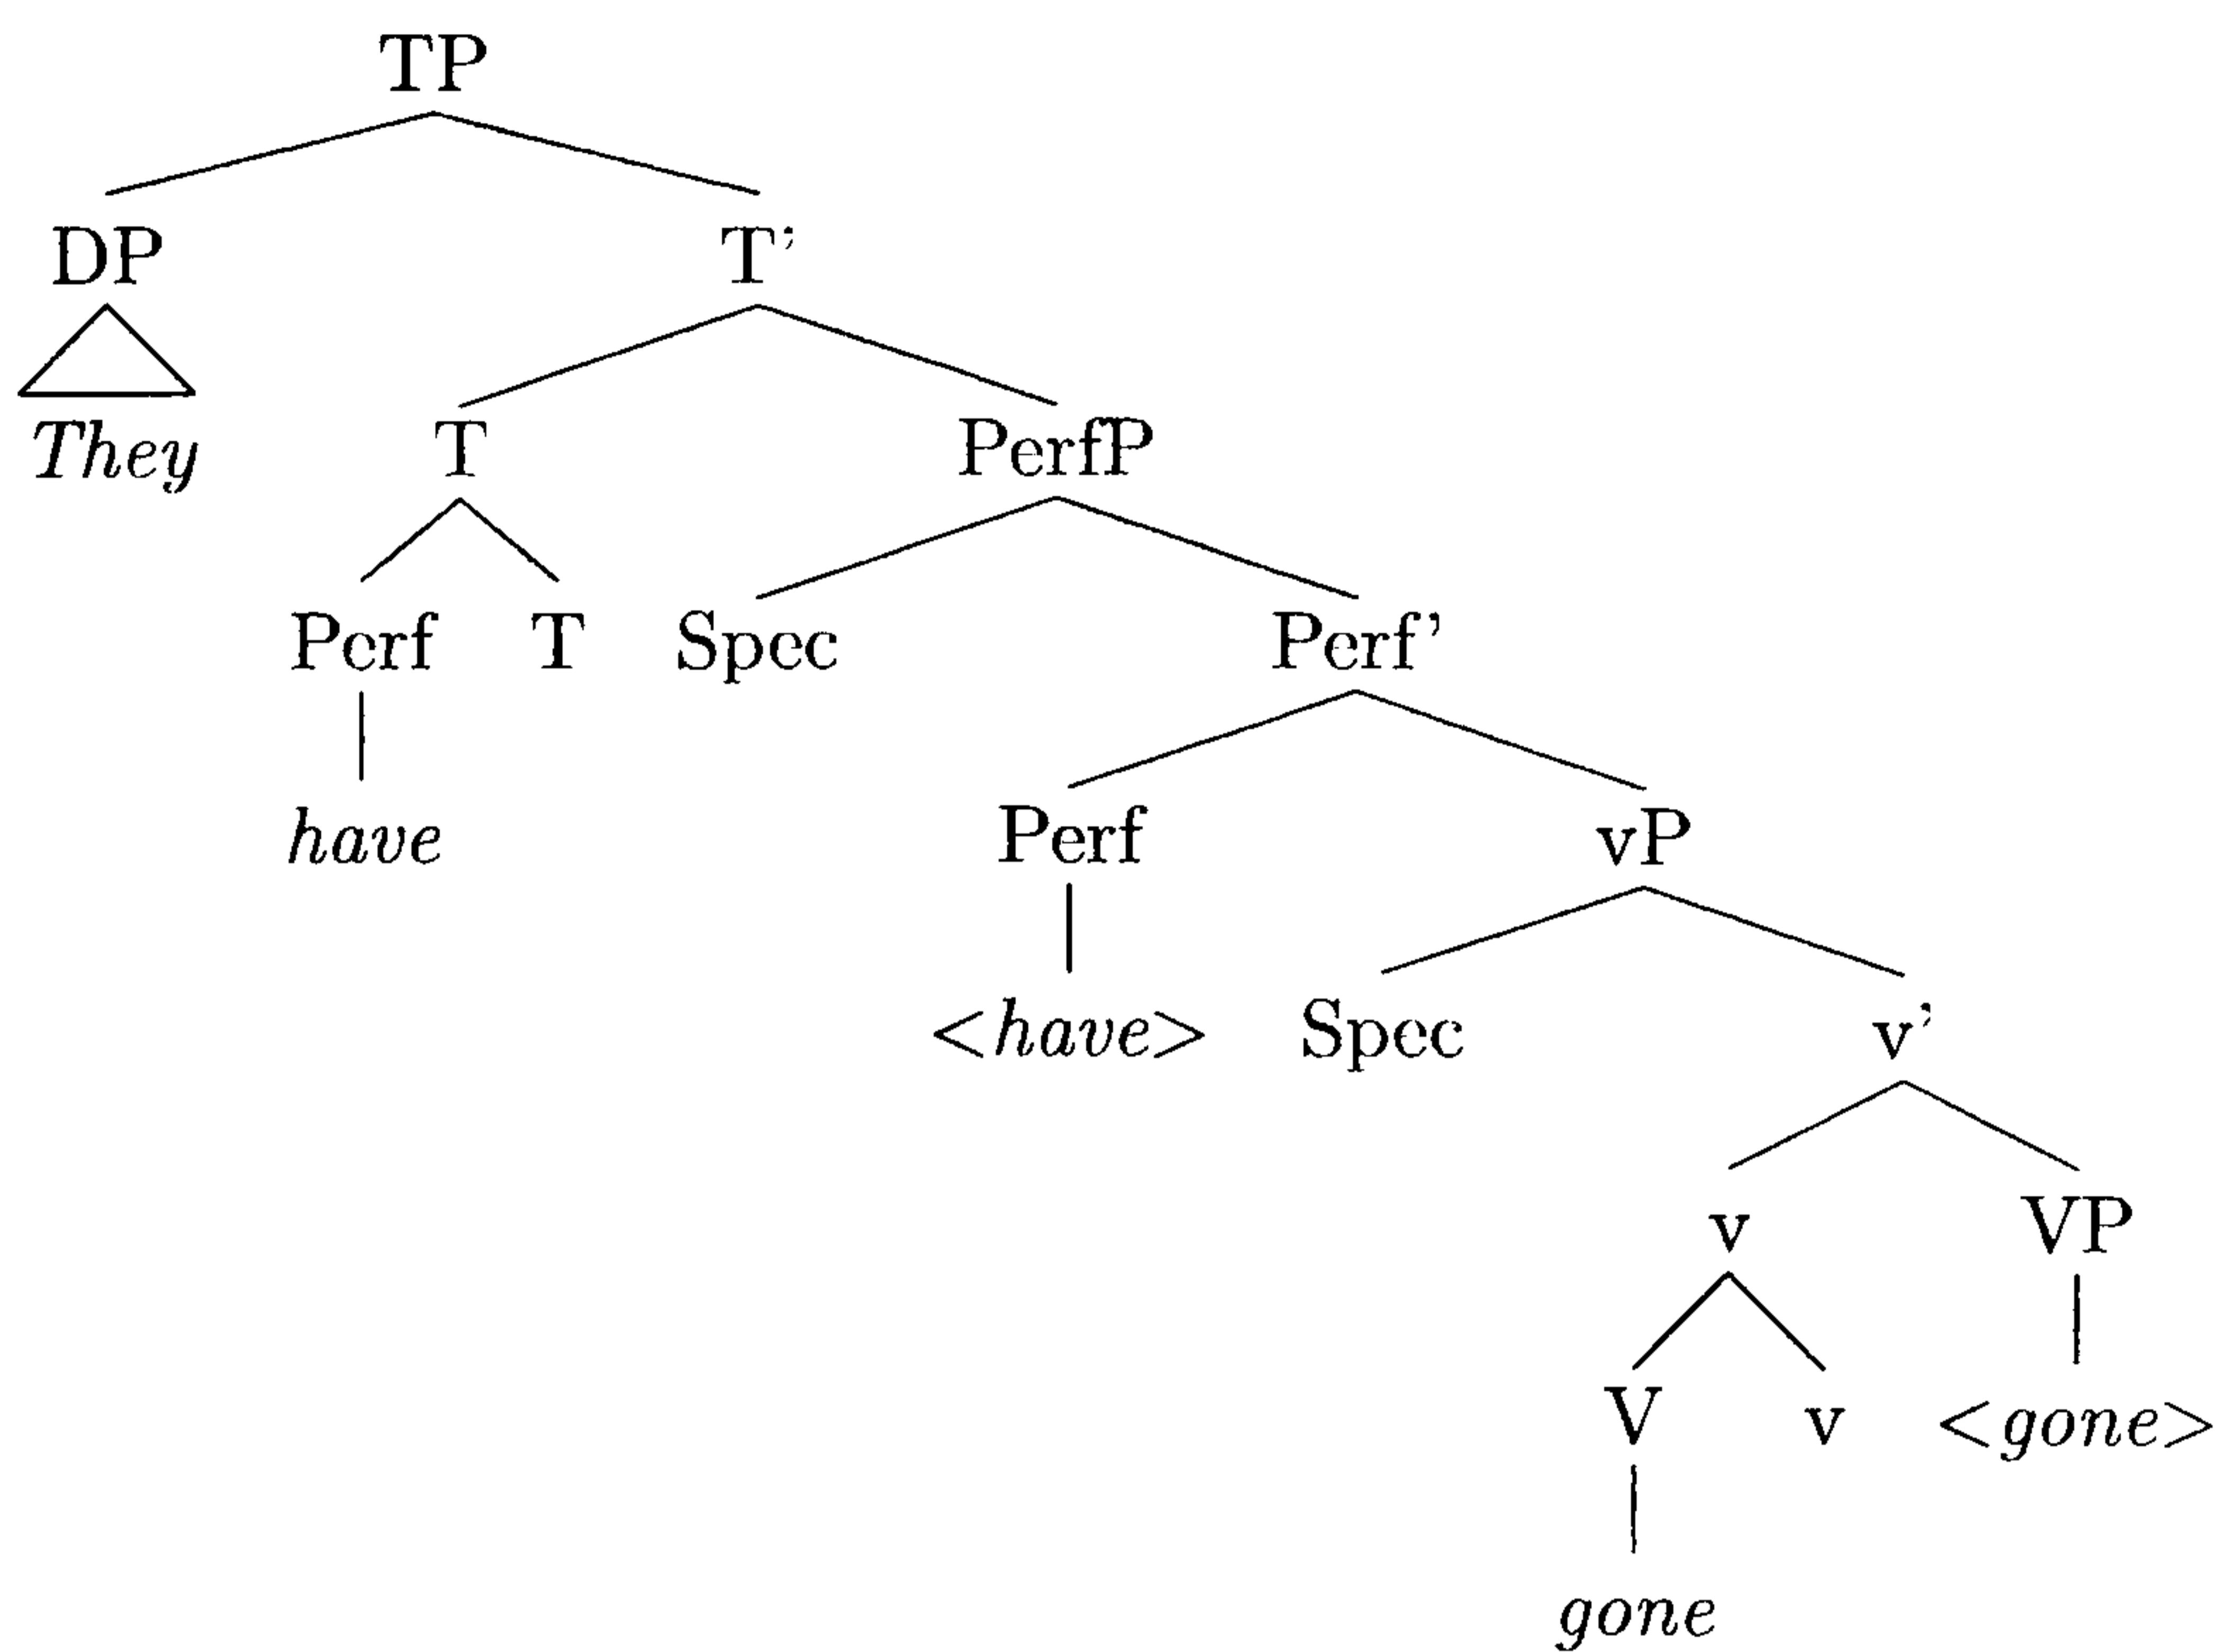 TP
DP T'
They T PerfP
Perf T Spec Perf'
have Perf vP
<have> Spec v'
v VP
V v <gone>
gone